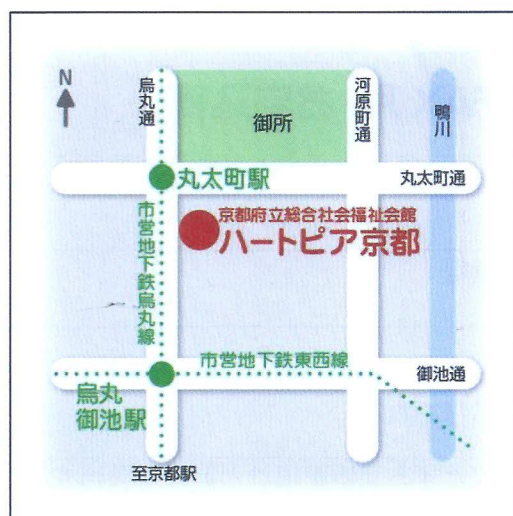 N
烏丸通
御所
河原町通
鴨川
丸太町駅
丸太町通
京都府立総合社会福祉会館
ハートピア京都
市営地下鉄烏丸線
市営地下鉄東西線
烏丸
御池駅
御池通
至京都駅